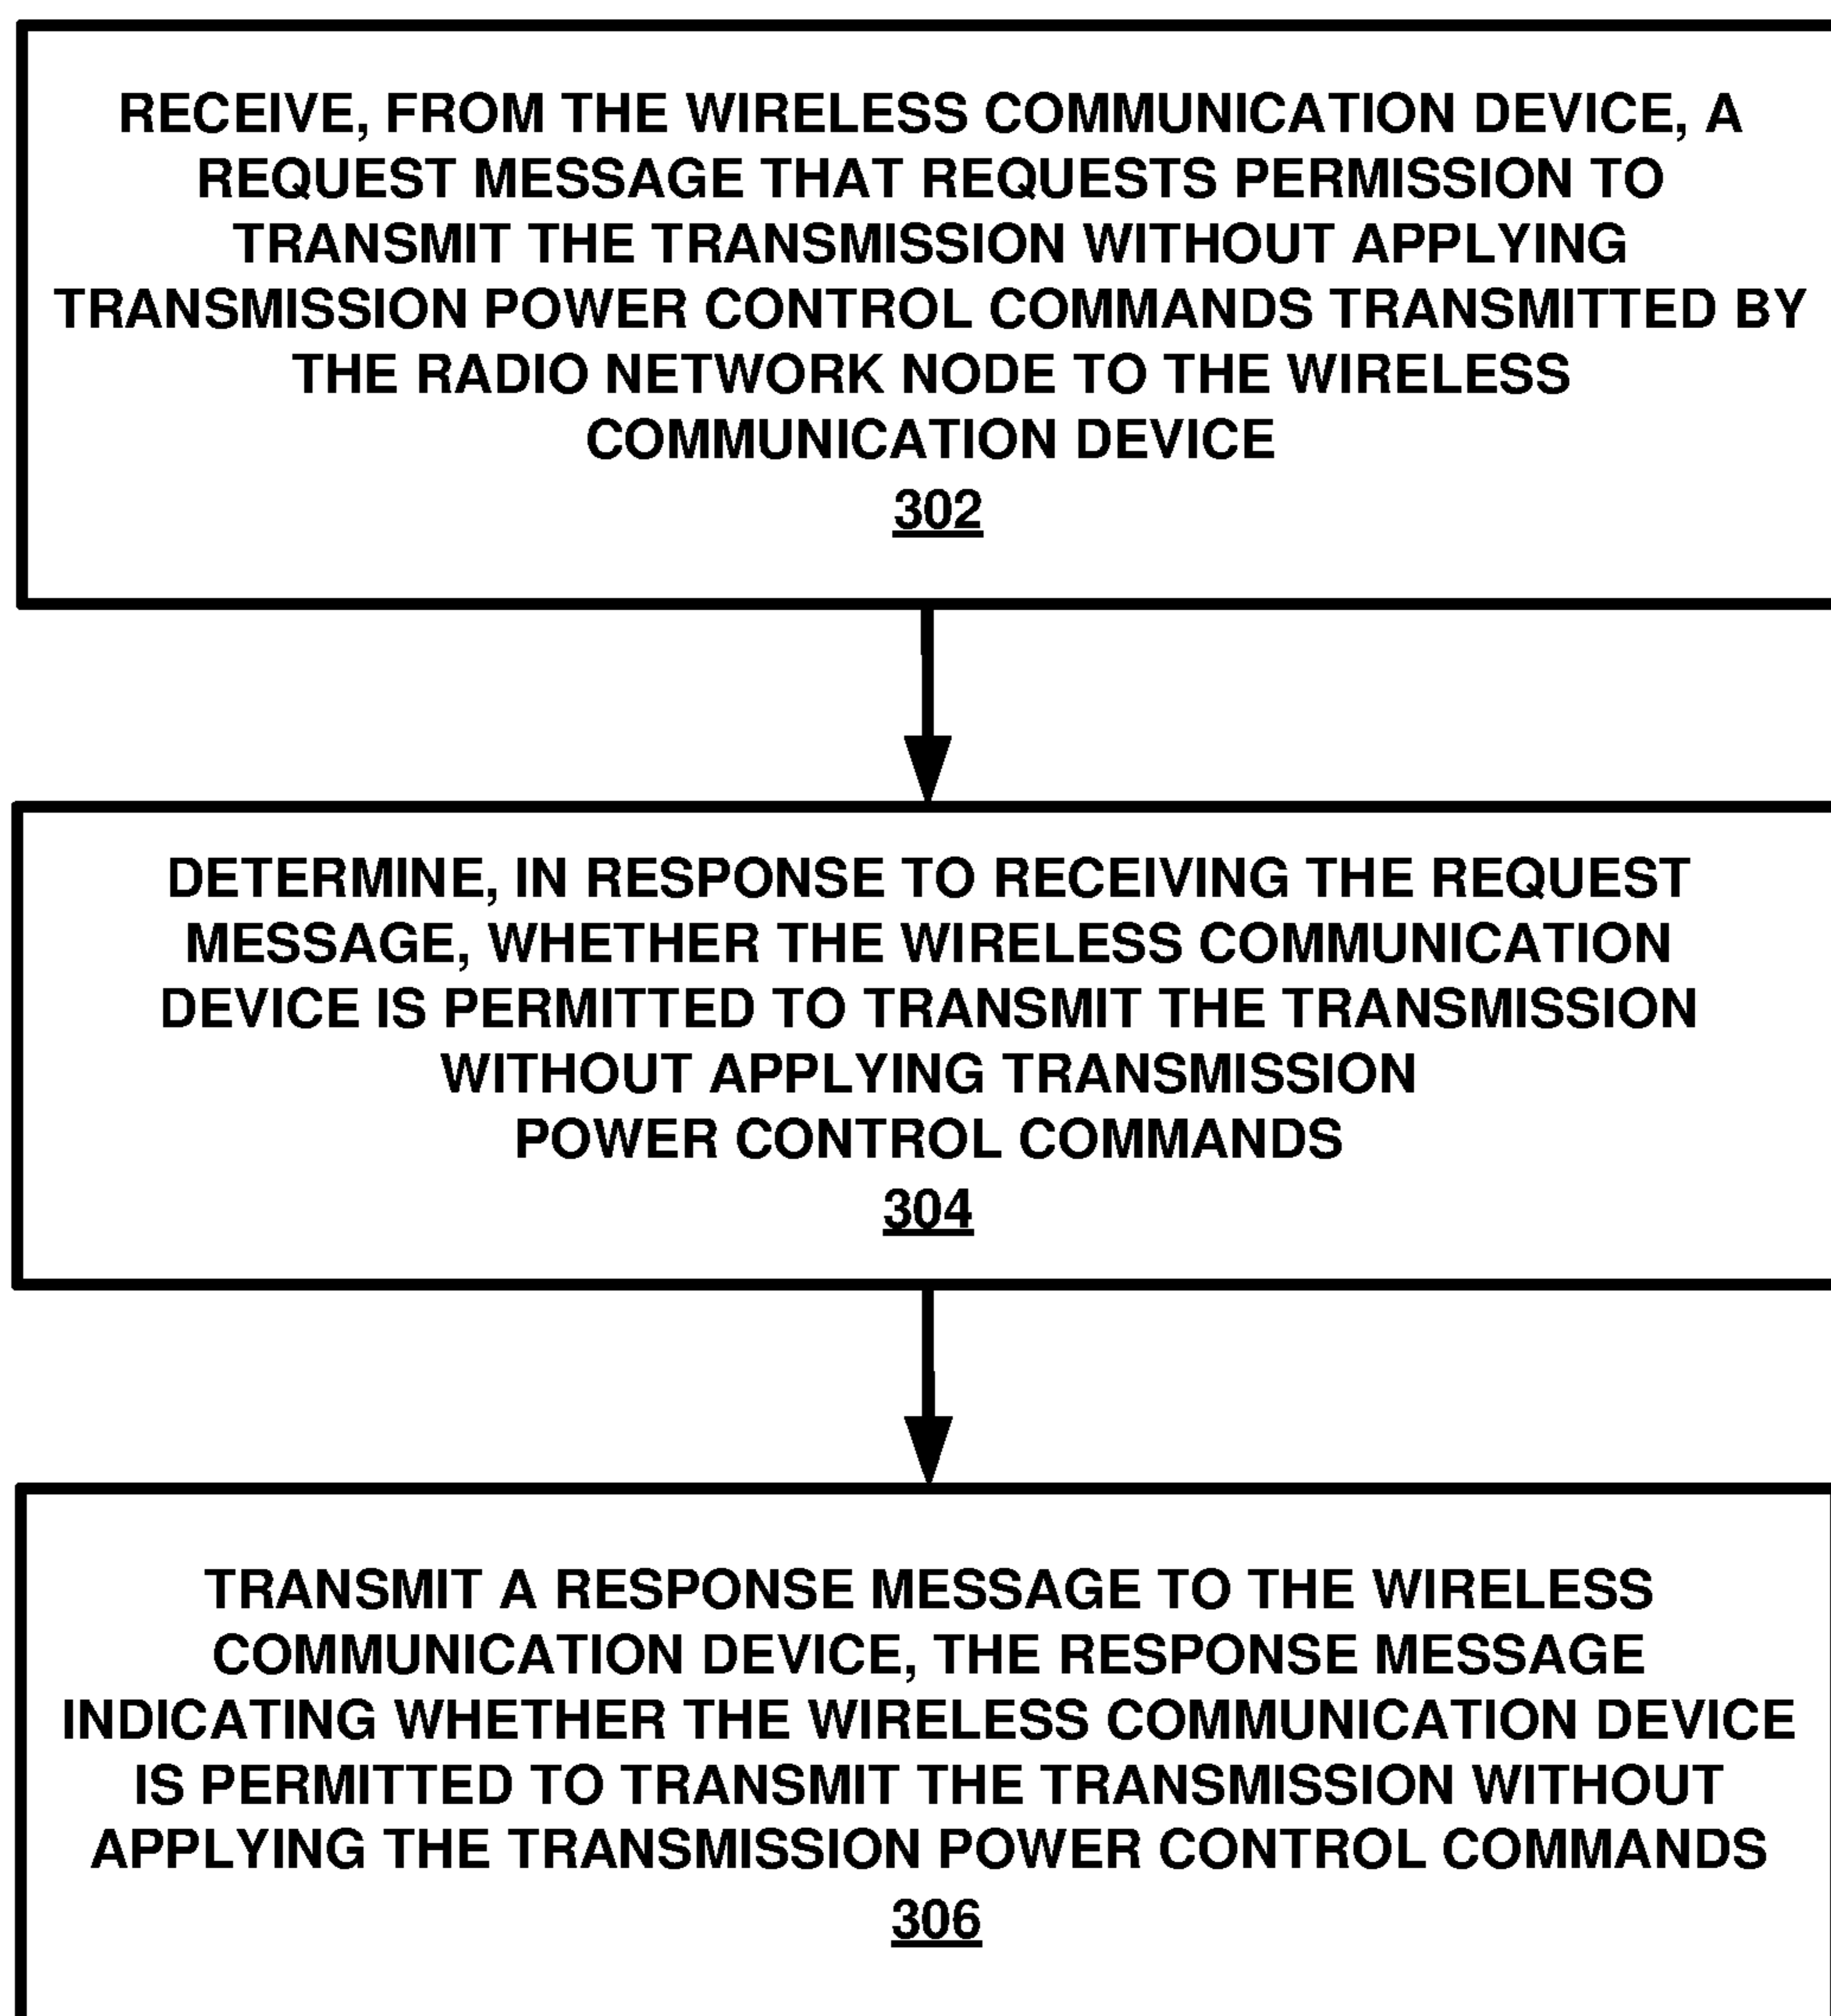 RECEIVE, FROM THE WIRELESS COMMUNICATION DEVICE, A
REQUEST MESSAGE THAT REQUESTS PERMISSION TO
TRANSMIT THE TRANSMISSION WITHOUT APPLYING
TRANSMISSION POWER CONTROL COMMANDS TRANSMITTED BY
THE RADIO NETWORK NODE TO THE WIRELESS
COMMUNICATION DEVICE
302
DETERMINE, IN RESPONSE TO RECEIVING THE REQUEST
MESSAGE, WHETHER THE WIRELESS COMMUNICATION
DEVICE IS PERMITTED TO TRANSMIT THE TRANSMISSION
WITHOUT APPLYING TRANSMISSION
POWER CONTROL COMMANDS
304
TRANSMIT A RESPONSE MESSAGE TO THE WIRELESS
COMMUNICATION DEVICE, THE RESPONSE MESSAGE
INDICATING WHETHER THE WIRELESS COMMUNICATION DEVICE
IS PERMITTED TO TRANSMIT THE TRANSMISSION WITHOUT
APPLYING THE TRANSMISSION POWER CONTROL COMMANDS
306